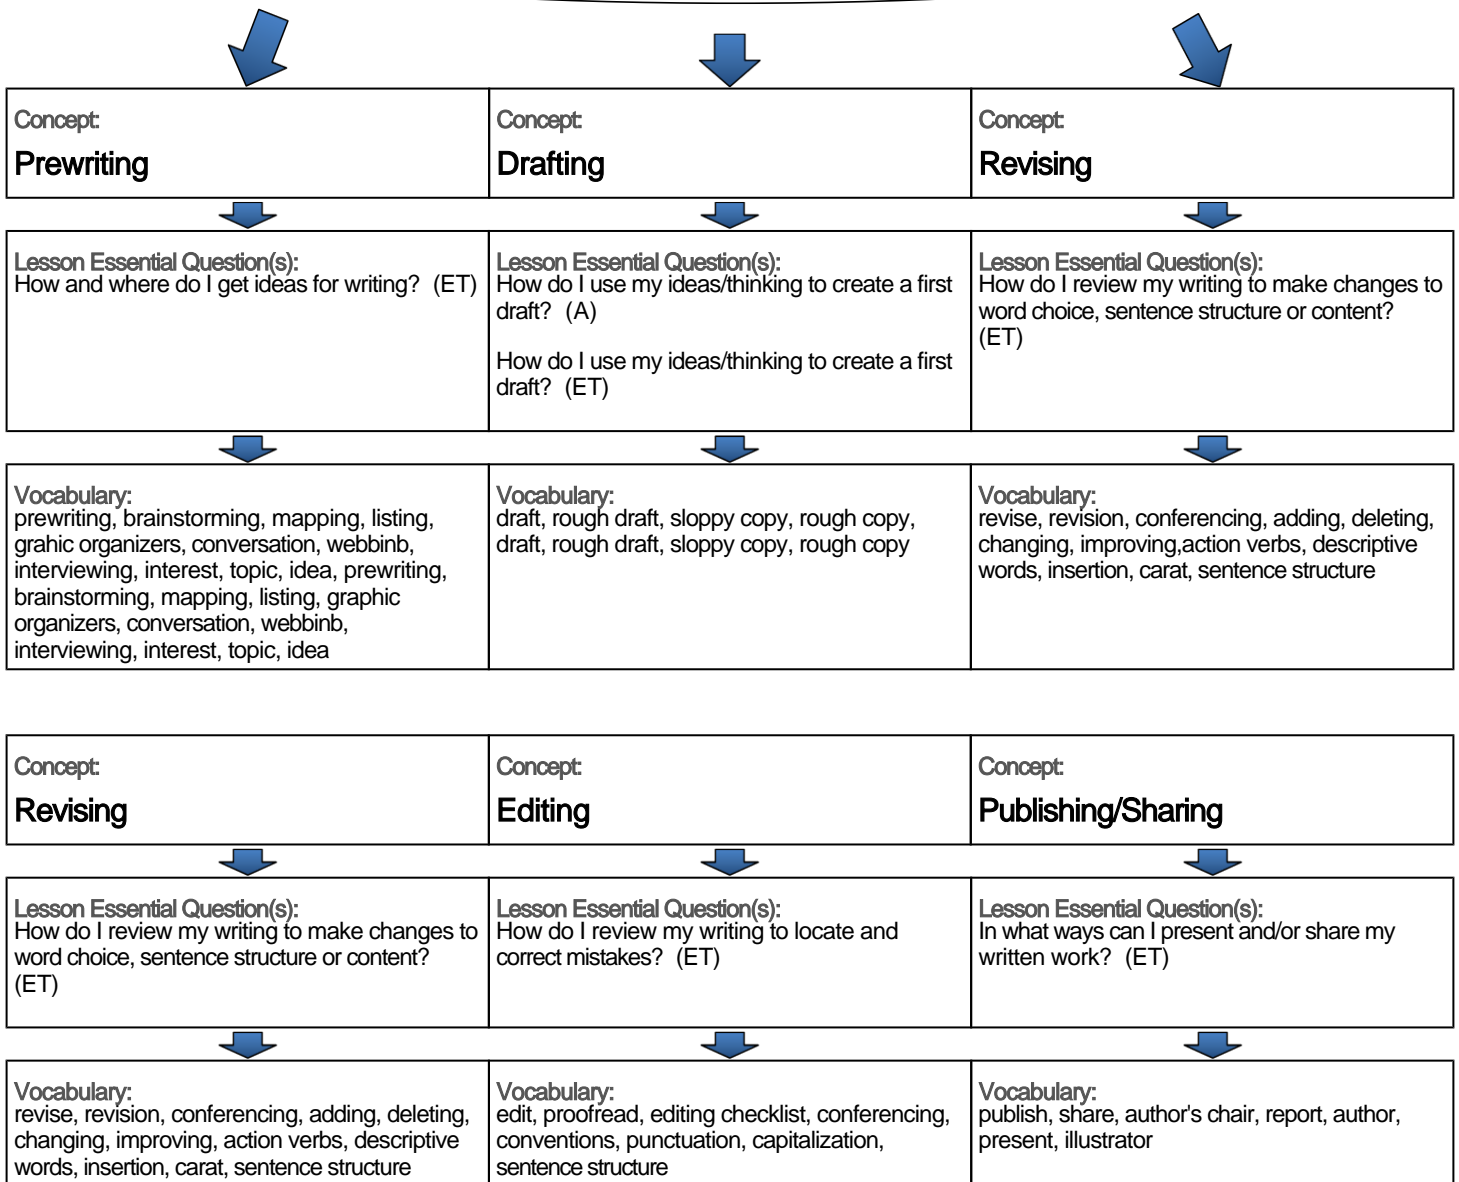 Concept:
Prewriting
Concept:
Drafting
Concept:
Revising
Lesson Essential Question(s):
How and where do I get ideas for writing?  (ET)
Lesson Essential Question(s):
How do I use my ideas/thinking to create a first
draft?  (A)
How do I use my ideas/thinking to create a first
draft?  (ET)
Lesson Essential Question(s):
How do I review my writing to make changes to
word choice, sentence structure or content?
(ET)
Vocabulary:
prewriting, brainstorming, mapping, listing,
grahic organizers, conversation, webbinb,
interviewing, interest, topic, idea, prewriting,
brainstorming, mapping, listing, graphic
organizers, conversation, webbinb,
interviewing, interest, topic, idea
Vocabulary:
draft, rough draft, sloppy copy, rough copy,
draft, rough draft, sloppy copy, rough copy
Vocabulary:
revise, revision, conferencing, adding, deleting,
changing, improving,action verbs, descriptive
words, insertion, carat, sentence structure
Concept:
Revising
Concept:
Editing
Concept:
Publishing/Sharing
Lesson Essential Question(s):
How do I review my writing to make changes to
word choice, sentence structure or content?
(ET)
Lesson Essential Question(s):
How do I review my writing to locate and
correct mistakes?  (ET)
Lesson Essential Question(s):
In what ways can I present and/or share my
written work?  (ET)
Vocabulary:
revise, revision, conferencing, adding, deleting,
changing, improving, action verbs, descriptive
words, insertion, carat, sentence structure
Vocabulary:
edit, proofread, editing checklist, conferencing,
conventions, punctuation, capitalization,
sentence structure
Vocabulary:
publish, share, author's chair, report, author,
present, illustrator